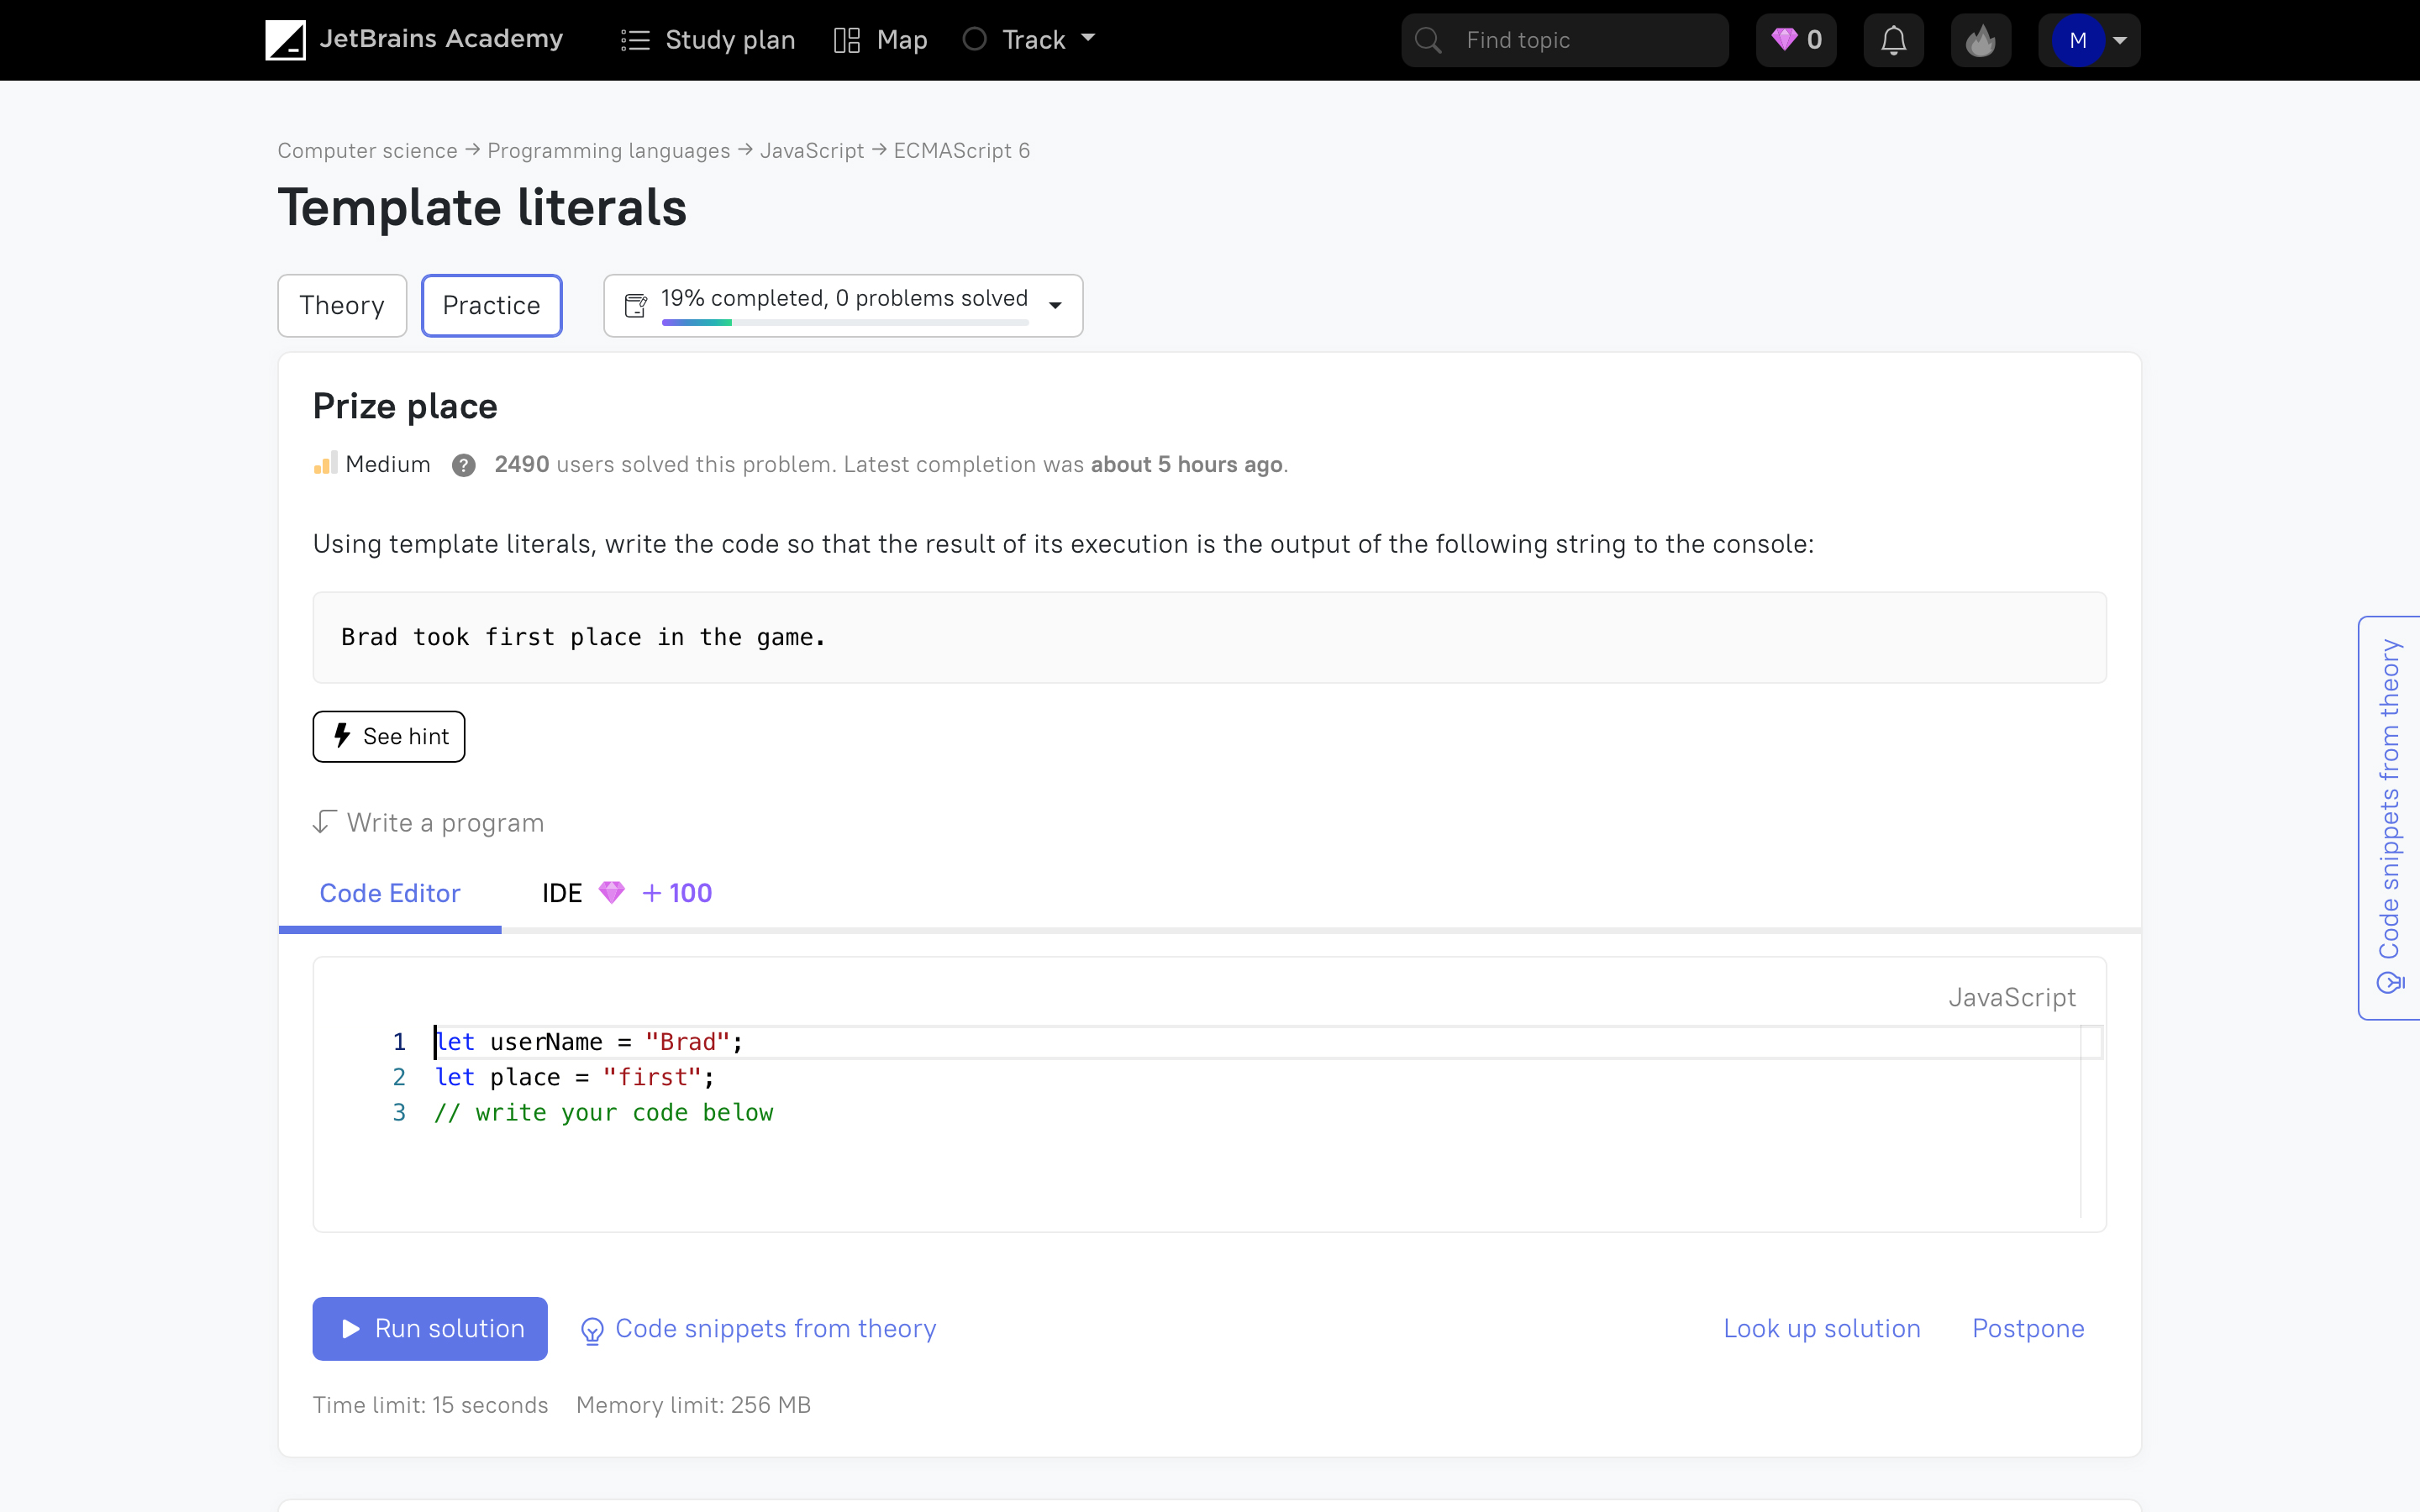 JetBrains Academy Study plan Map Track Find topic 0 M
Computer science → Programming languages → JavaScript → ECMAScript 6
Template literals
Theory Practice 19% completed, 0 problems solved
Prize place
Medium ? 2490 users solved this problem. Latest completion was about 5 hours ago.
Using template literals, write the code so that the result of its execution is the output of the following string to the console:
Brad took first place in the game.
See hint
Write a program
Code Editor IDE + 100
JavaScript
1 let userName = "Brad";
2 let place = "first";
3 // write your code below
Run solution Code snippets from theory Look up solution Postpone
Time limit: 15 seconds Memory limit: 256 MB
Code snippets from theory